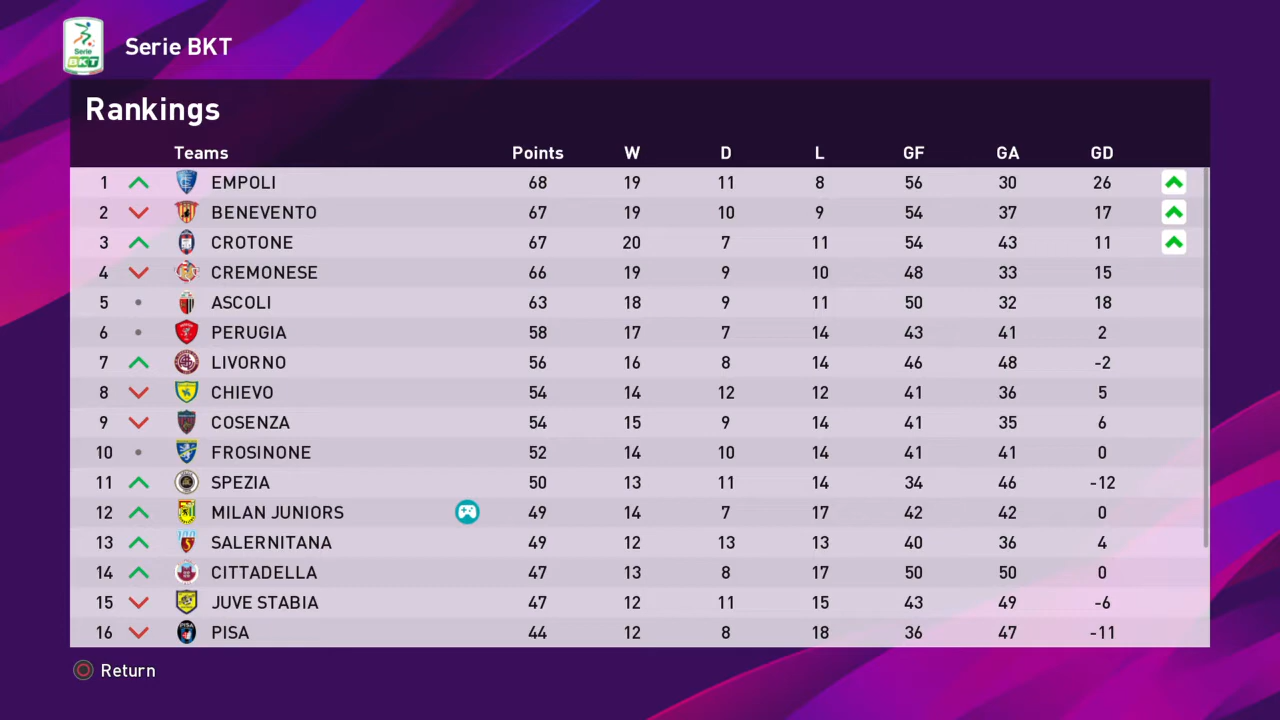 Serie BKT
Serie BKT
Rankings
Teams Points W D L GF GA GD
1 EMPOLI 68 19 11 8 56 30 26
2 BENEVENTO 67 19 10 9 54 37 17
3 CROTONE 67 20 7 11 54 43 11
4 CREMONESE 66 19 9 10 48 33 15
5 ASCOLI 63 18 9 11 50 32 18
6 PERUGIA 58 17 7 14 43 41 2
7 LIVORNO 56 16 8 14 46 48 -2
8 CHIEVO 54 14 12 12 41 36 5
9 COSENZA 54 15 9 14 41 35 6
10 FROSINONE 52 14 10 14 41 41 0
11 SPEZIA 50 13 11 14 34 46 -12
12 MILAN JUNIORS 49 14 7 17 42 42 0
13 SALERNITANA 49 12 13 13 40 36 4
14 CITTADELLA 47 13 8 17 50 50 0
15 JUVE STABIA 47 12 11 15 43 49 -6
16 PISA 44 12 8 18 36 47 -11
Return